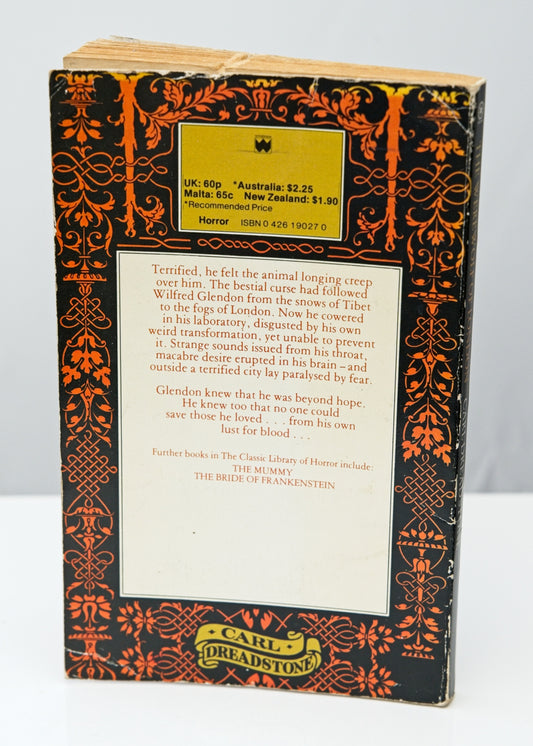 UK: 60p *Australia: $2.25
Malta: 65c New Zealand: $1.90
*Recommended Price
Horror ISBN 0 426 19027 0
Terrified, he felt the animal longing creep
over him. The bestial curse had followed
Wilfred Glendon from the snows of Tibet
to the fogs of London. Now he cowered
in his laboratory, disgusted by his own
weird transformation, yet unable to prevent
it. Strange sounds issued from his throat,
macabre desire erupted in his brain – and
outside a terrified city lay paralysed by fear.
Glendon knew that he was beyond hope.
He knew too that no one could
save those he loved . . . from his own
lust for blood . . .
Further books in The Classic Library of Horror include:
THE MUMMY
THE BRIDE OF FRANKENSTEIN
CARL
DREADSTONE